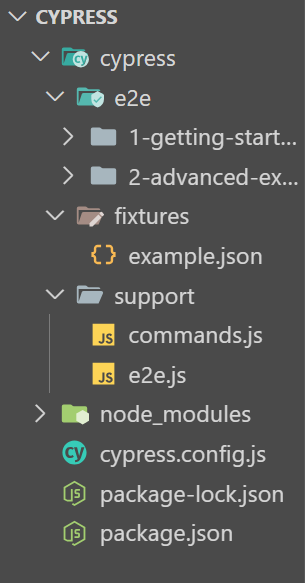 CYPRESS
cypress
e2e
1-getting-start...
2-advanced-ex...
fixtures
example.json
support
commands.js
e2e.js
node_modules
cypress.config.js
package-lock.json
package.json